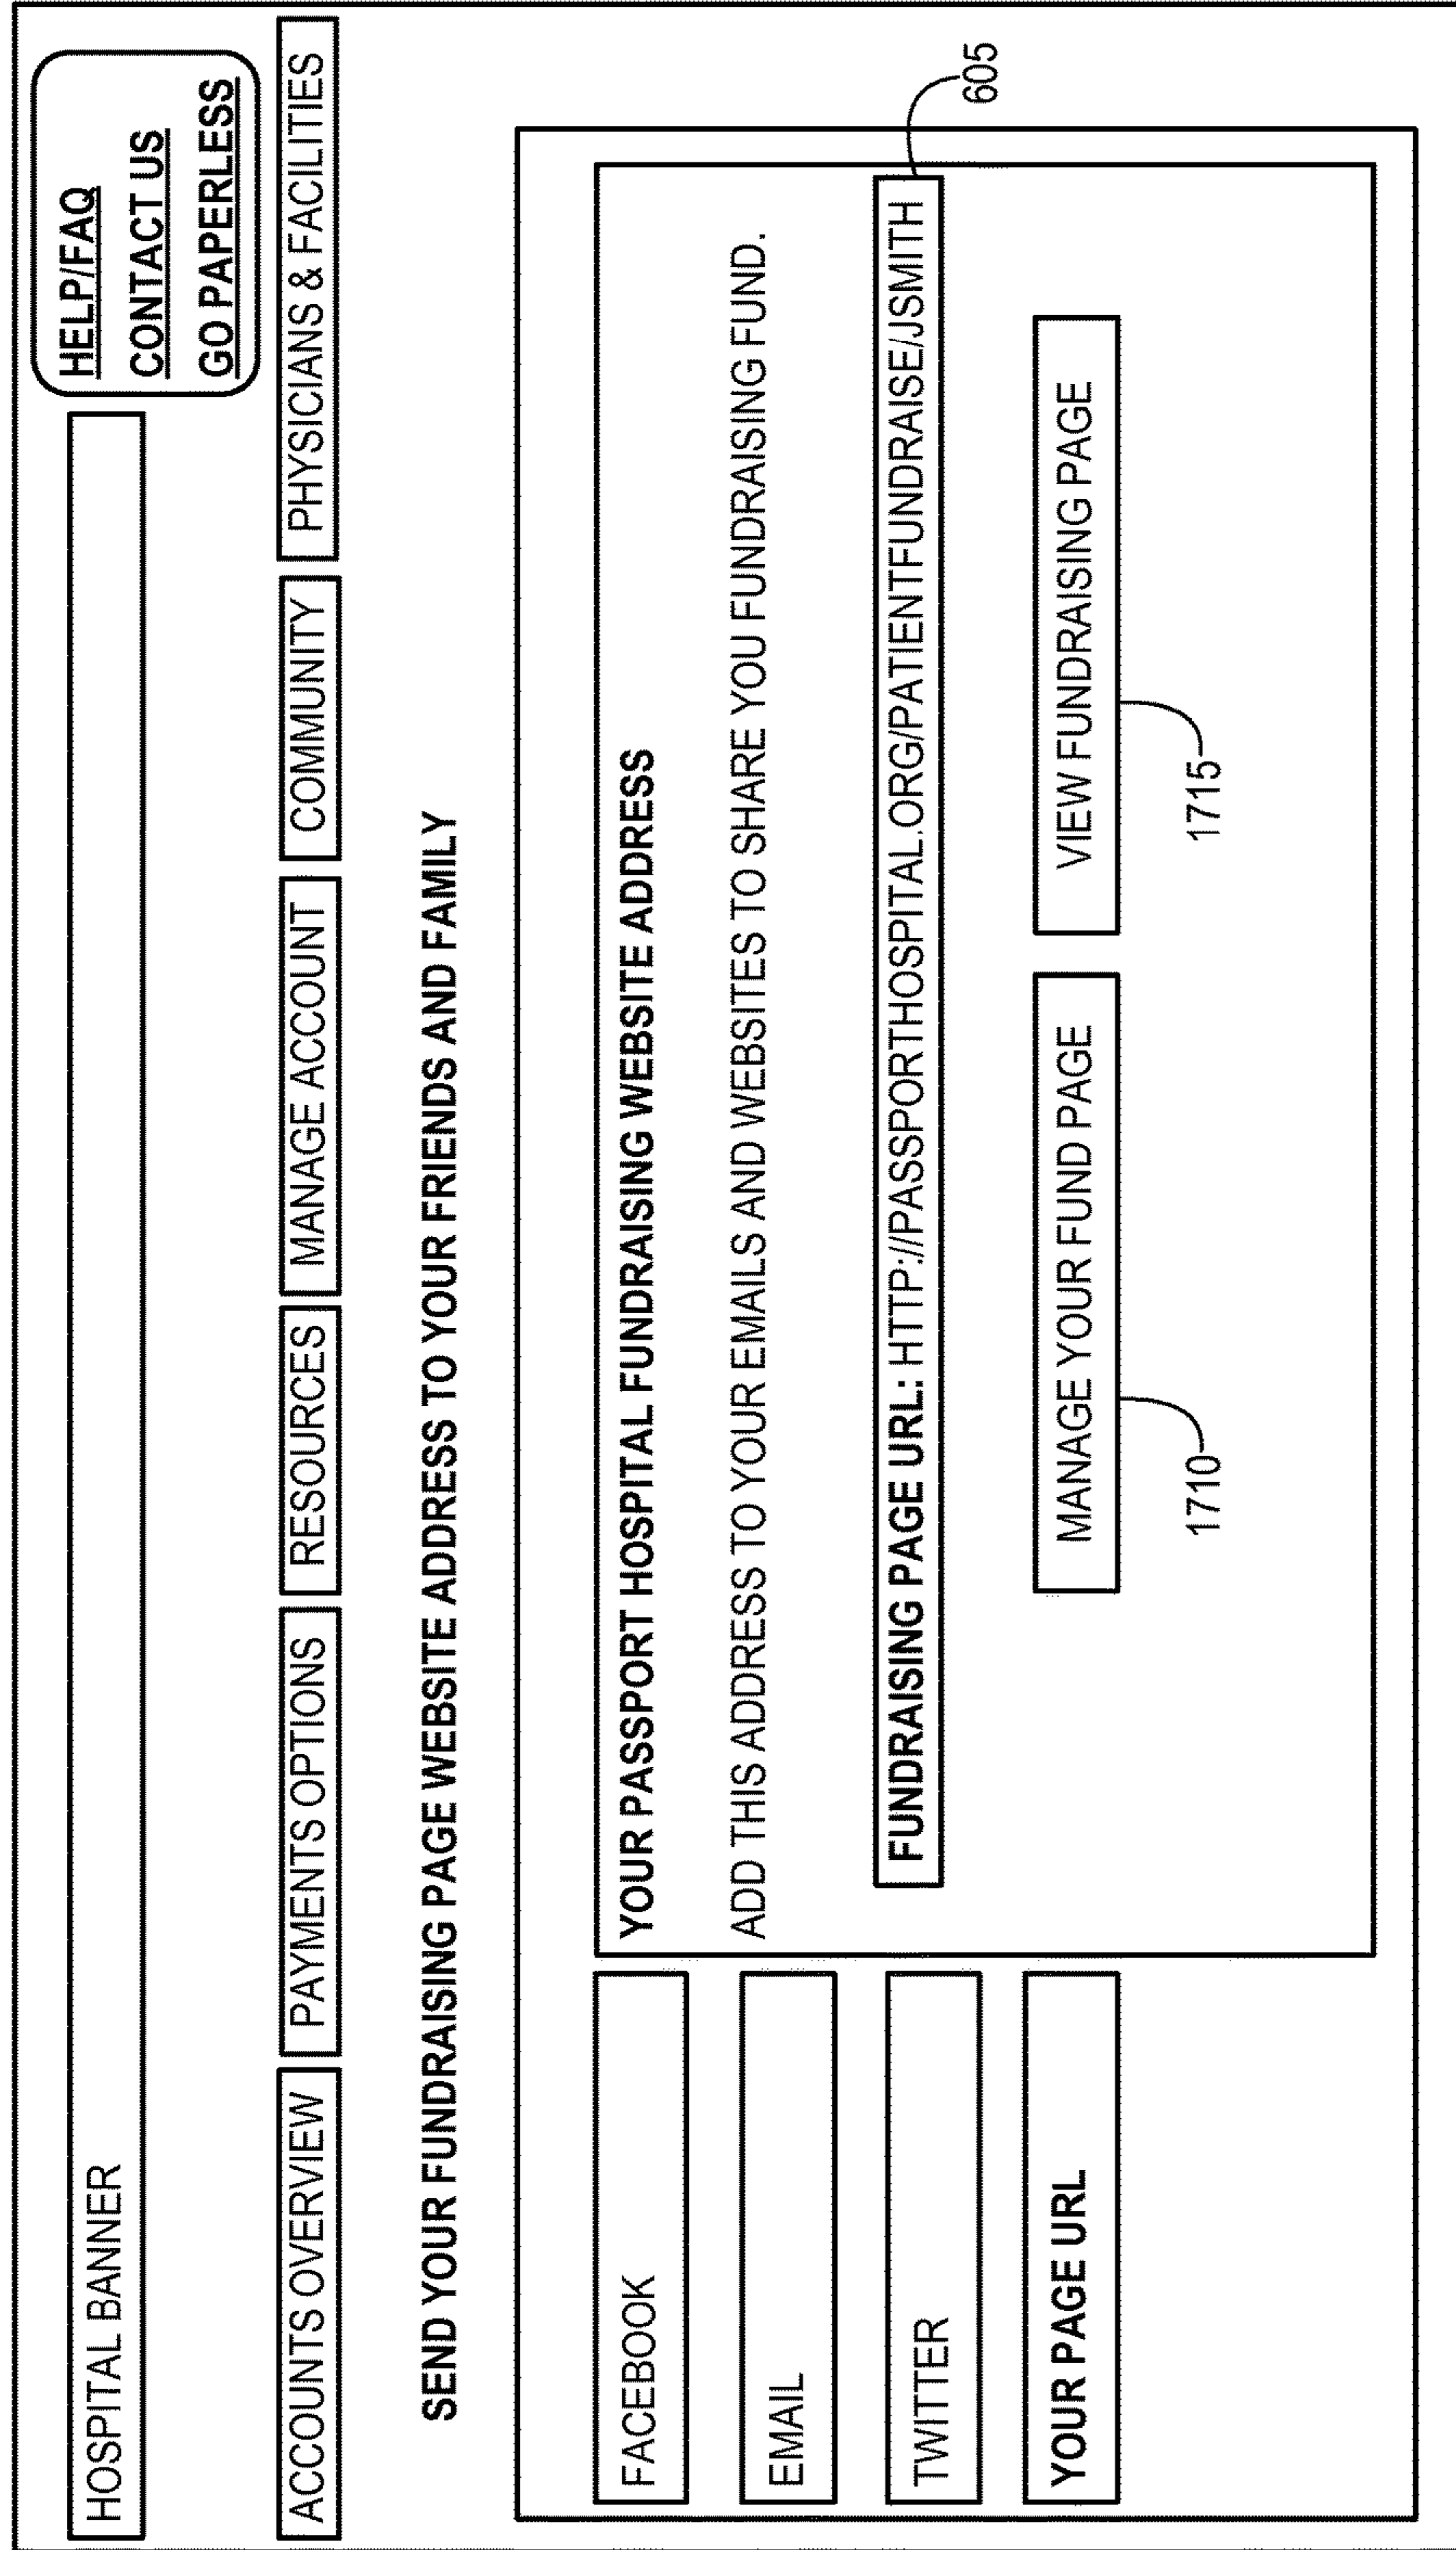 HOSPITAL BANNER
HELP/FAQ
CONTACT US
GO PAPERLESS
ACCOUNTS OVERVIEW
PAYMENTS OPTIONS
RESOURCES
MANAGE ACCOUNT
COMMUNITY
PHYSICIANS & FACILITIES
SEND YOUR FUNDRAISING PAGE WEBSITE ADDRESS TO YOUR FRIENDS AND FAMILY
FACEBOOK
EMAIL
TWITTER
YOUR PAGE URL
YOUR PASSPORT HOSPITAL FUNDRAISING WEBSITE ADDRESS
ADD THIS ADDRESS TO YOUR EMAILS AND WEBSITES TO SHARE YOU FUNDRAISING FUND.
FUNDRAISING PAGE URL: HTTP://PASSPORTHOSPITAL.ORG/PATIENTFUNDRAISE/JSMITH
605
MANAGE YOUR FUND PAGE
VIEW FUNDRAISING PAGE
1710
1715